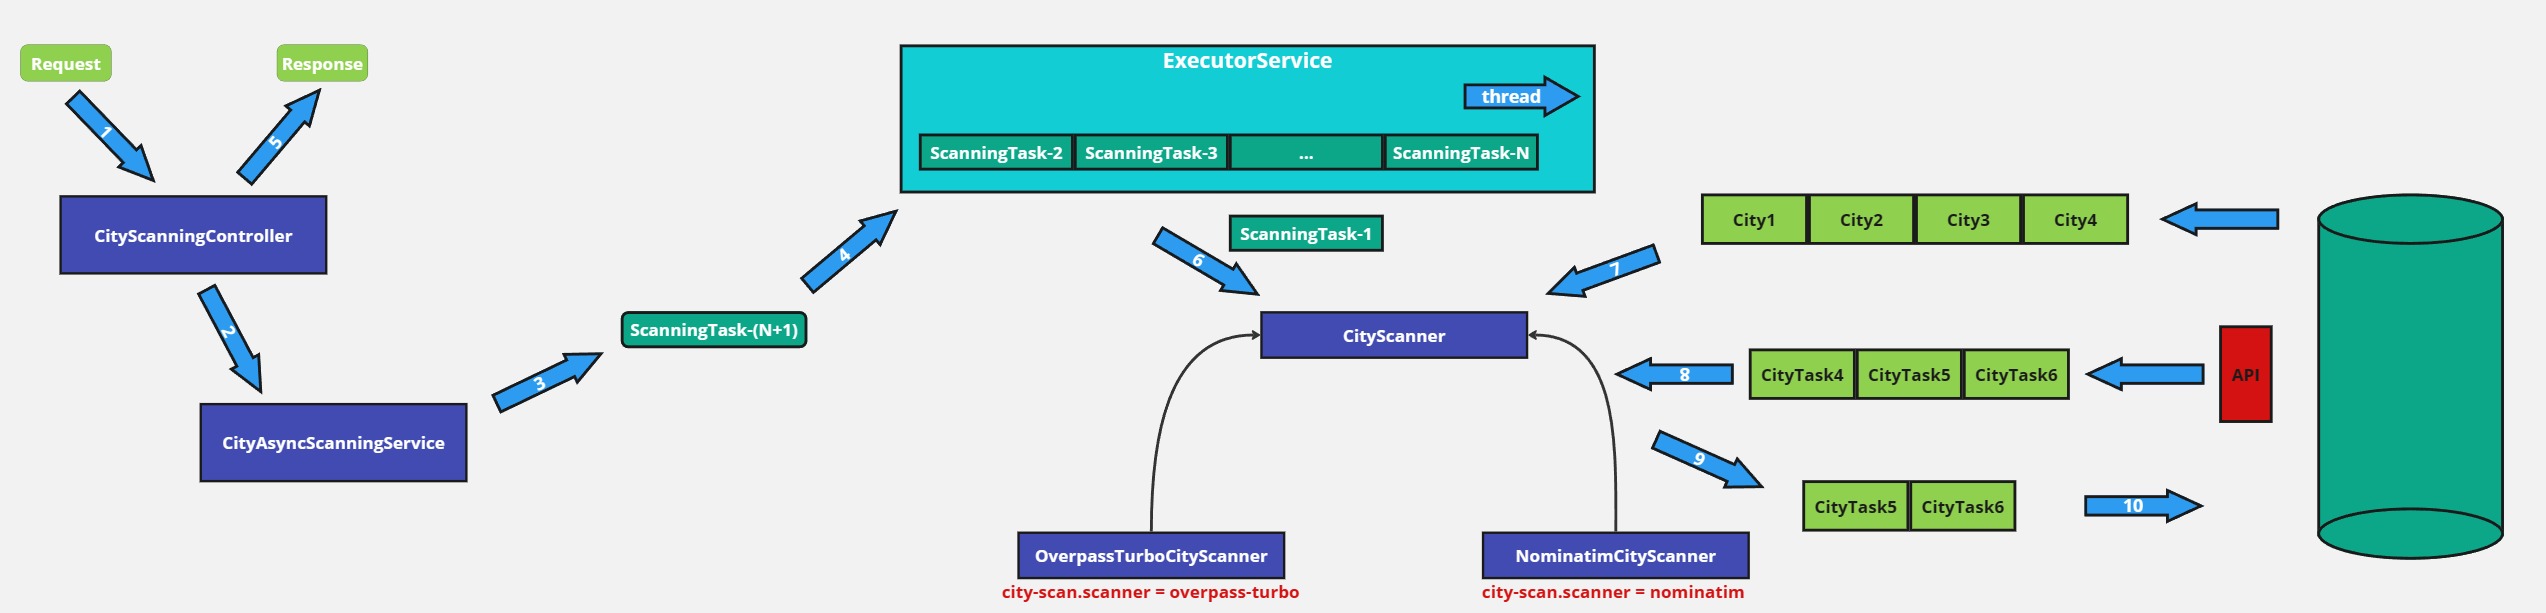 Request
Response
1
5
CityScanningController
2
CityAsyncScanningService
3
ScanningTask-(N+1)
4
ExecutorService
thread
ScanningTask-2
ScanningTask-3
...
ScanningTask-N
6
ScanningTask-1
CityScanner
OverpassTurboCityScanner
city-scan.scanner = overpass-turbo
NominatimCityScanner
city-scan.scanner = nominatim
7
City1
City2
City3
City4
8
CityTask4
CityTask5
CityTask6
API
9
CityTask5
CityTask6
10